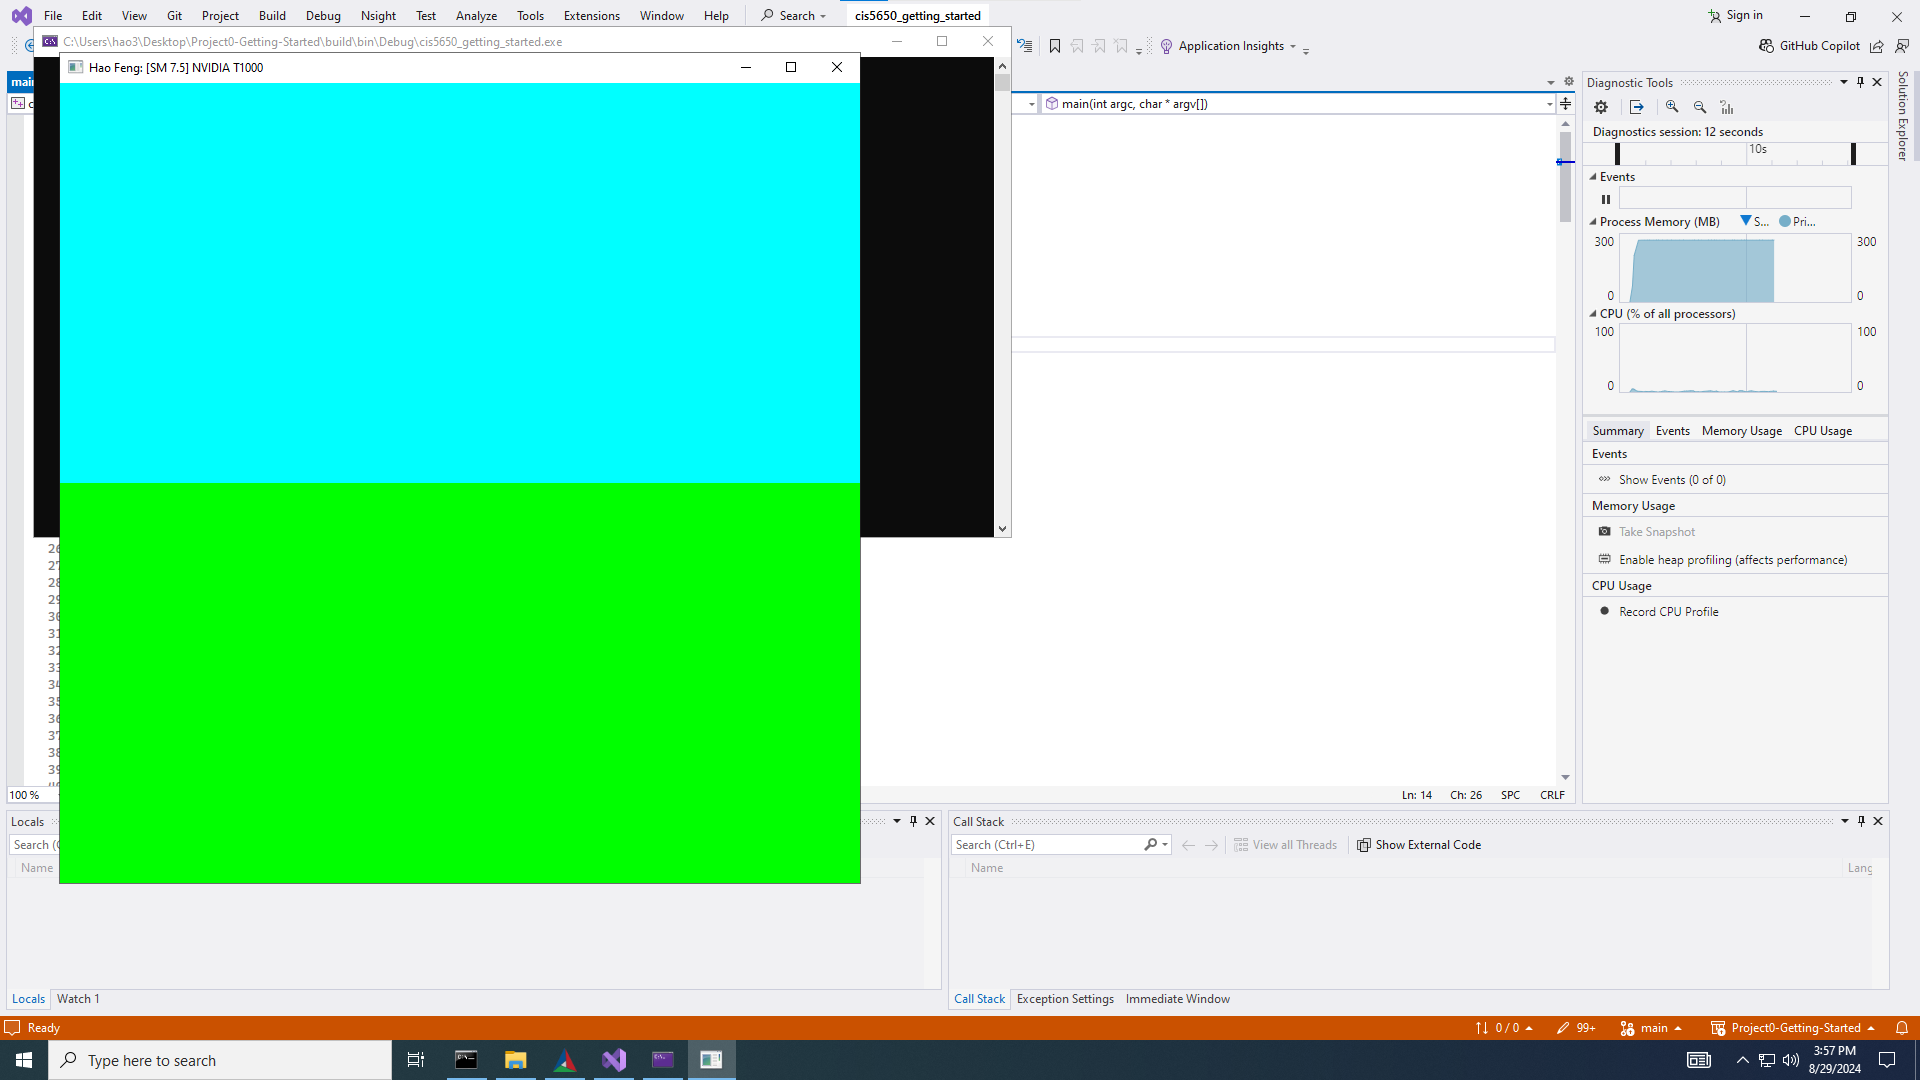 File Edit View Git Project Build Debug Nsight Test Analyze Tools Extensions Window Help Search cis5650_getting_started Sign in
C:\Users\hao3\Desktop\Project0-Getting-Started\build\bin\Debug\cis5650_getting_started.exe
Application Insights GitHub Copilot
Hao Feng: [SM 7.5] NVIDIA T1000
main(int argc, char * argv[])
Solution Explorer
Diagnostic Tools
Diagnostics session: 12 seconds
10s
Events
Process Memory (MB) S... Pri...
300 300
0 0
CPU (% of all processors)
100 100
0 0
Summary Events Memory Usage CPU Usage
Events
Show Events (0 of 0)
Memory Usage
Take Snapshot
Enable heap profiling (affects performance)
CPU Usage
Record CPU Profile
26
27
28
29
30
31
32
33
34
35
36
37
38
39
100 % Ln: 14 Ch: 26 SPC CRLF
Locals Call Stack
Search (Ctrl+E) View all Threads Show External Code
Name Name Lang
Locals Watch 1 Call Stack Exception Settings Immediate Window
Ready 0 / 0 99+ main Project0-Getting-Started
Type here to search 3:57 PM
8/29/2024